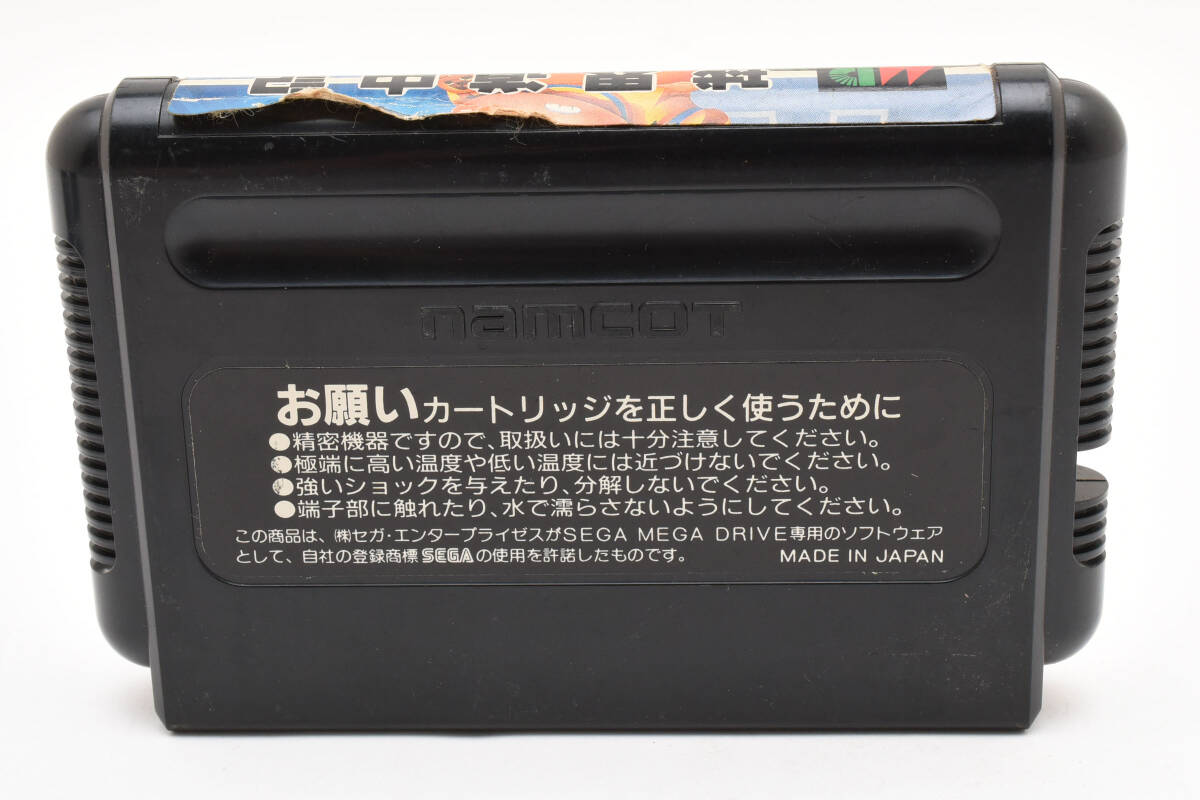 球界道中記
namcot
お願い カートリッジを正しく使うために
●精密機器ですので、取扱いには十分注意してください。
●極端に高い温度や低い温度には近づけないでください。
●強いショックを与えたり、分解しないでください。
●端子部に触れたり、水で濡らさないようにしてください。
この商品は、㈱セガ・エンタープライゼスがSEGA MEGA DRIVE専用のソフトウェア
として、自社の登録商標 SEGA の使用を許諾したものです。 MADE IN JAPAN